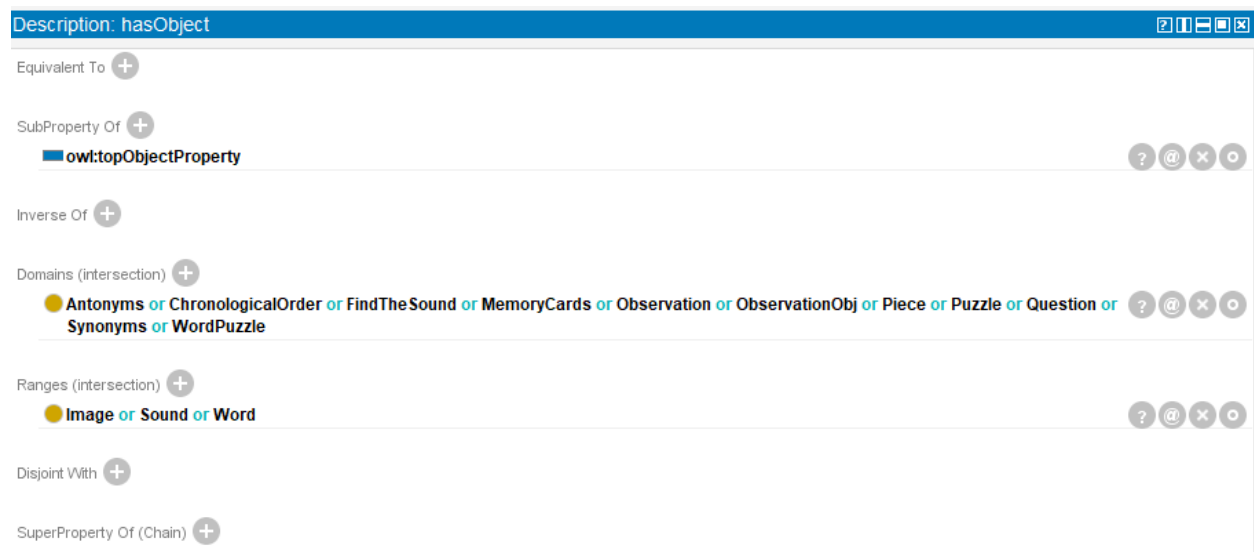 Description: hasObject
Equivalent To
SubProperty Of
owl:topObjectProperty
Inverse Of
Domains (intersection)
Antonyms or ChronologicalOrder or FindTheSound or MemoryCards or Observation or ObservationObj or Piece or Puzzle or Question or
Synonyms or WordPuzzle
Ranges (intersection)
Image or Sound or Word
Disjoint With
SuperProperty Of (Chain)